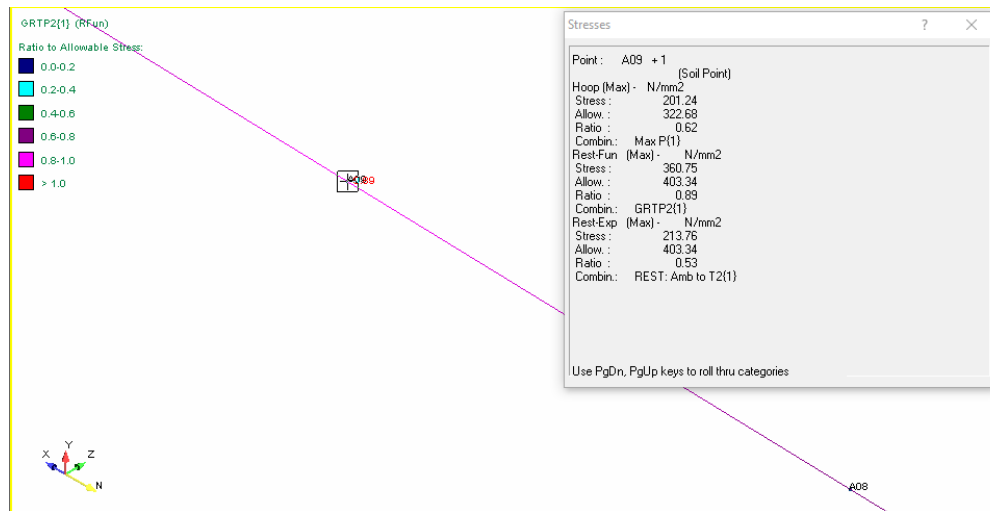 GRTP2{1} (RFun)
Ratio to Allowable Stress:
0.0-0.2
0.2-0.4
0.4-0.6
0.6-0.8
0.8-1.0
> 1.0
A09
A08
X
Y
Z
N
Stresses
? ×
Point : A09 + 1
(Soil Point)
Hoop (Max) - N/mm2
Stress : 201.24
Allow. : 322.68
Ratio : 0.62
Combin.: Max P{1}
Rest-Fun (Max) - N/mm2
Stress : 360.75
Allow. : 403.34
Ratio : 0.89
Combin.: GRTP2{1}
Rest-Exp (Max) - N/mm2
Stress : 213.76
Allow. : 403.34
Ratio : 0.53
Combin.: REST: Amb to T2{1}
Use PgDn, PgUp keys to roll thru categories